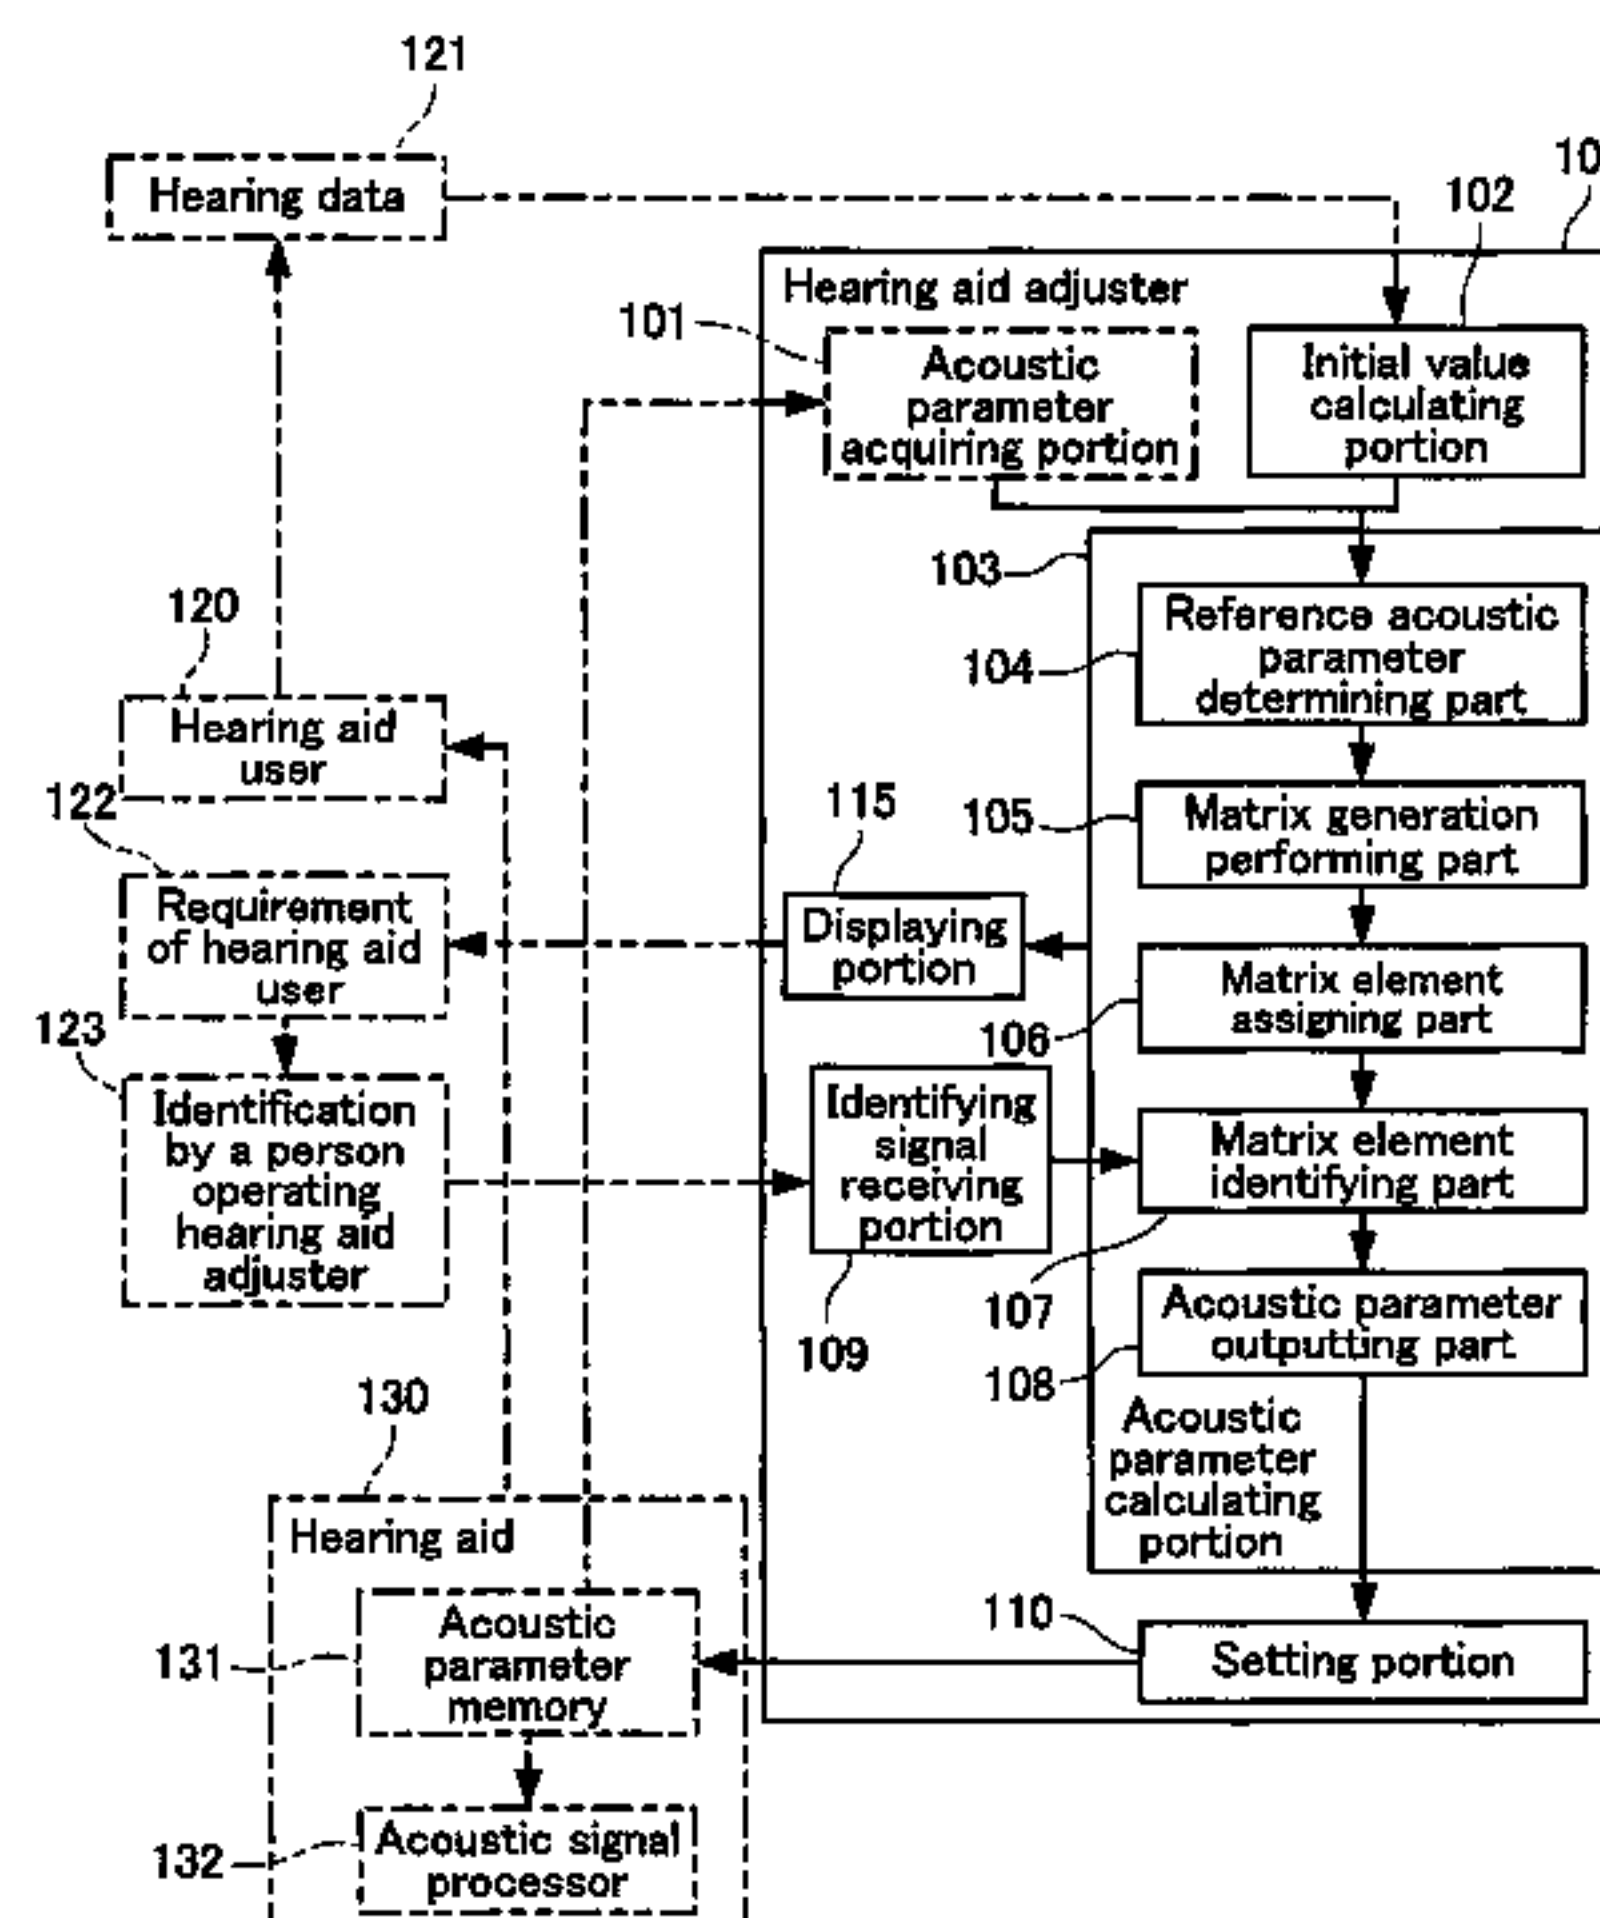 121
Hearing data
10
102
Hearing aid adjuster
101
Acoustic
parameter
acquiring portion
Initial value
calculating
portion
103
120
Reference acoustic
parameter
determining part
104
Hearing aid
user
122
115
105
Matrix generation
performing part
Requirement
of hearing aid
user
Displaying
portion
Matrix element
assigning part
123
106
Identification
by a person
operating
hearing aid
adjuster
Identifying
signal
receiving
portion
Matrix element
identifying part
107
109
Acoustic parameter
outputting part
108
130
Acoustic
parameter
calculating
portion
Hearing aid
110
131
Acoustic
parameter
memory
Setting portion
132
Acoustic signal
processor